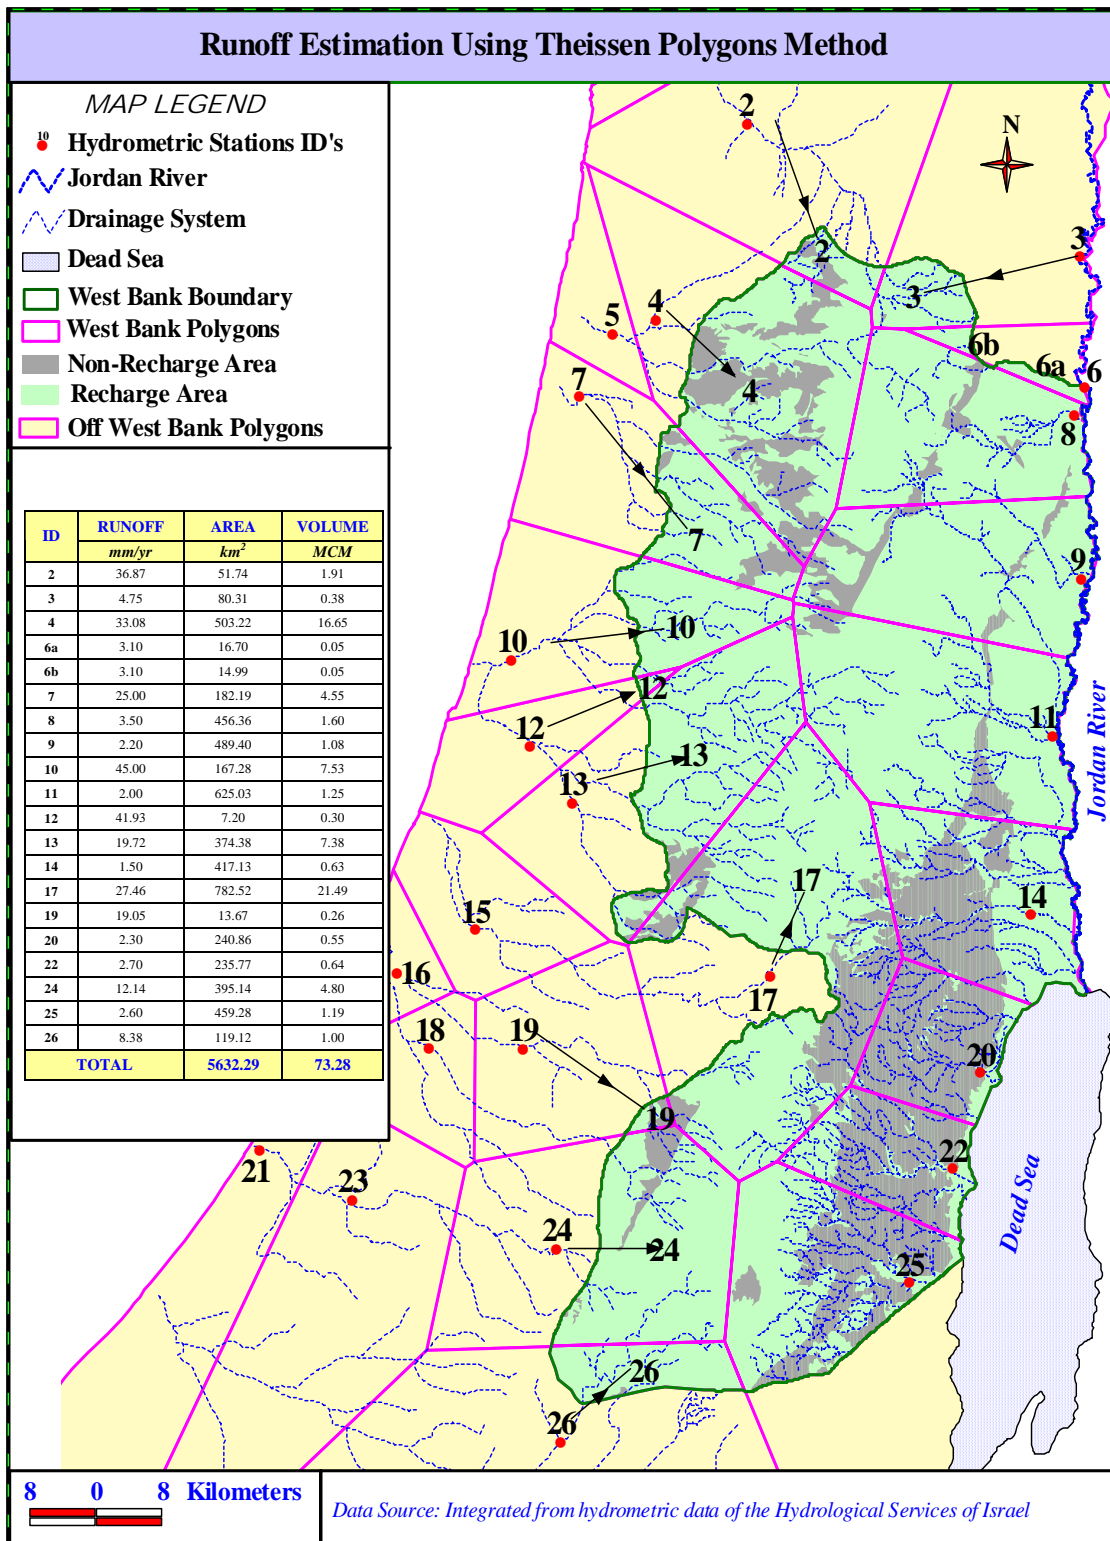 Runoff Estimation Using Theissen Polygons Method
MAP LEGEND
10 Hydrometric Stations ID's
Jordan River
Drainage System
Dead Sea
West Bank Boundary
West Bank Polygons
Non-Recharge Area
Recharge Area
Off West Bank Polygons
ID RUNOFF AREA VOLUME
mm/yr km² MCM
2 36.87 51.74 1.91
3 4.75 80.31 0.38
4 33.08 503.22 16.65
6a 3.10 16.70 0.05
6b 3.10 14.99 0.05
7 25.00 182.19 4.55
8 3.50 456.36 1.60
9 2.20 489.40 1.08
10 45.00 167.28 7.53
11 2.00 625.03 1.25
12 41.93 7.20 0.30
13 19.72 374.38 7.38
14 1.50 417.13 0.63
17 27.46 782.52 21.49
19 19.05 13.67 0.26
20 2.30 240.86 0.55
22 2.70 235.77 0.64
24 12.14 395.14 4.80
25 2.60 459.28 1.19
26 8.38 119.12 1.00
TOTAL 5632.29 73.28
N
2
2
3
3
4
5
6b
6a
6
7
4
8
7
9
10
10
12
12
11
13
13
Jordan River
17
14
15
16
17
18
19
20
19
21
22
23
Dead Sea
24
24
25
26
26
8 0 8 Kilometers
Data Source: Integrated from hydrometric data of the Hydrological Services of Israel